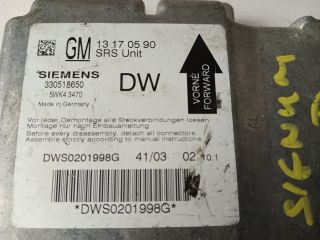 GM 13 17 05 90
SRS Unit
SIEMENS
330518650
5WK4 3470
Made in Germany
DW
VORNE
FORWARD
Vor jeder Demontage alle Steckverbindungen lösen
Montage nur nach Einbauanleitung
Before every disassembly, detach all connectors.
Assemble strictly according to manual instructions.
DWS0201998G 41/03 02 10.1
*DWS0201998G*
SIGNUM